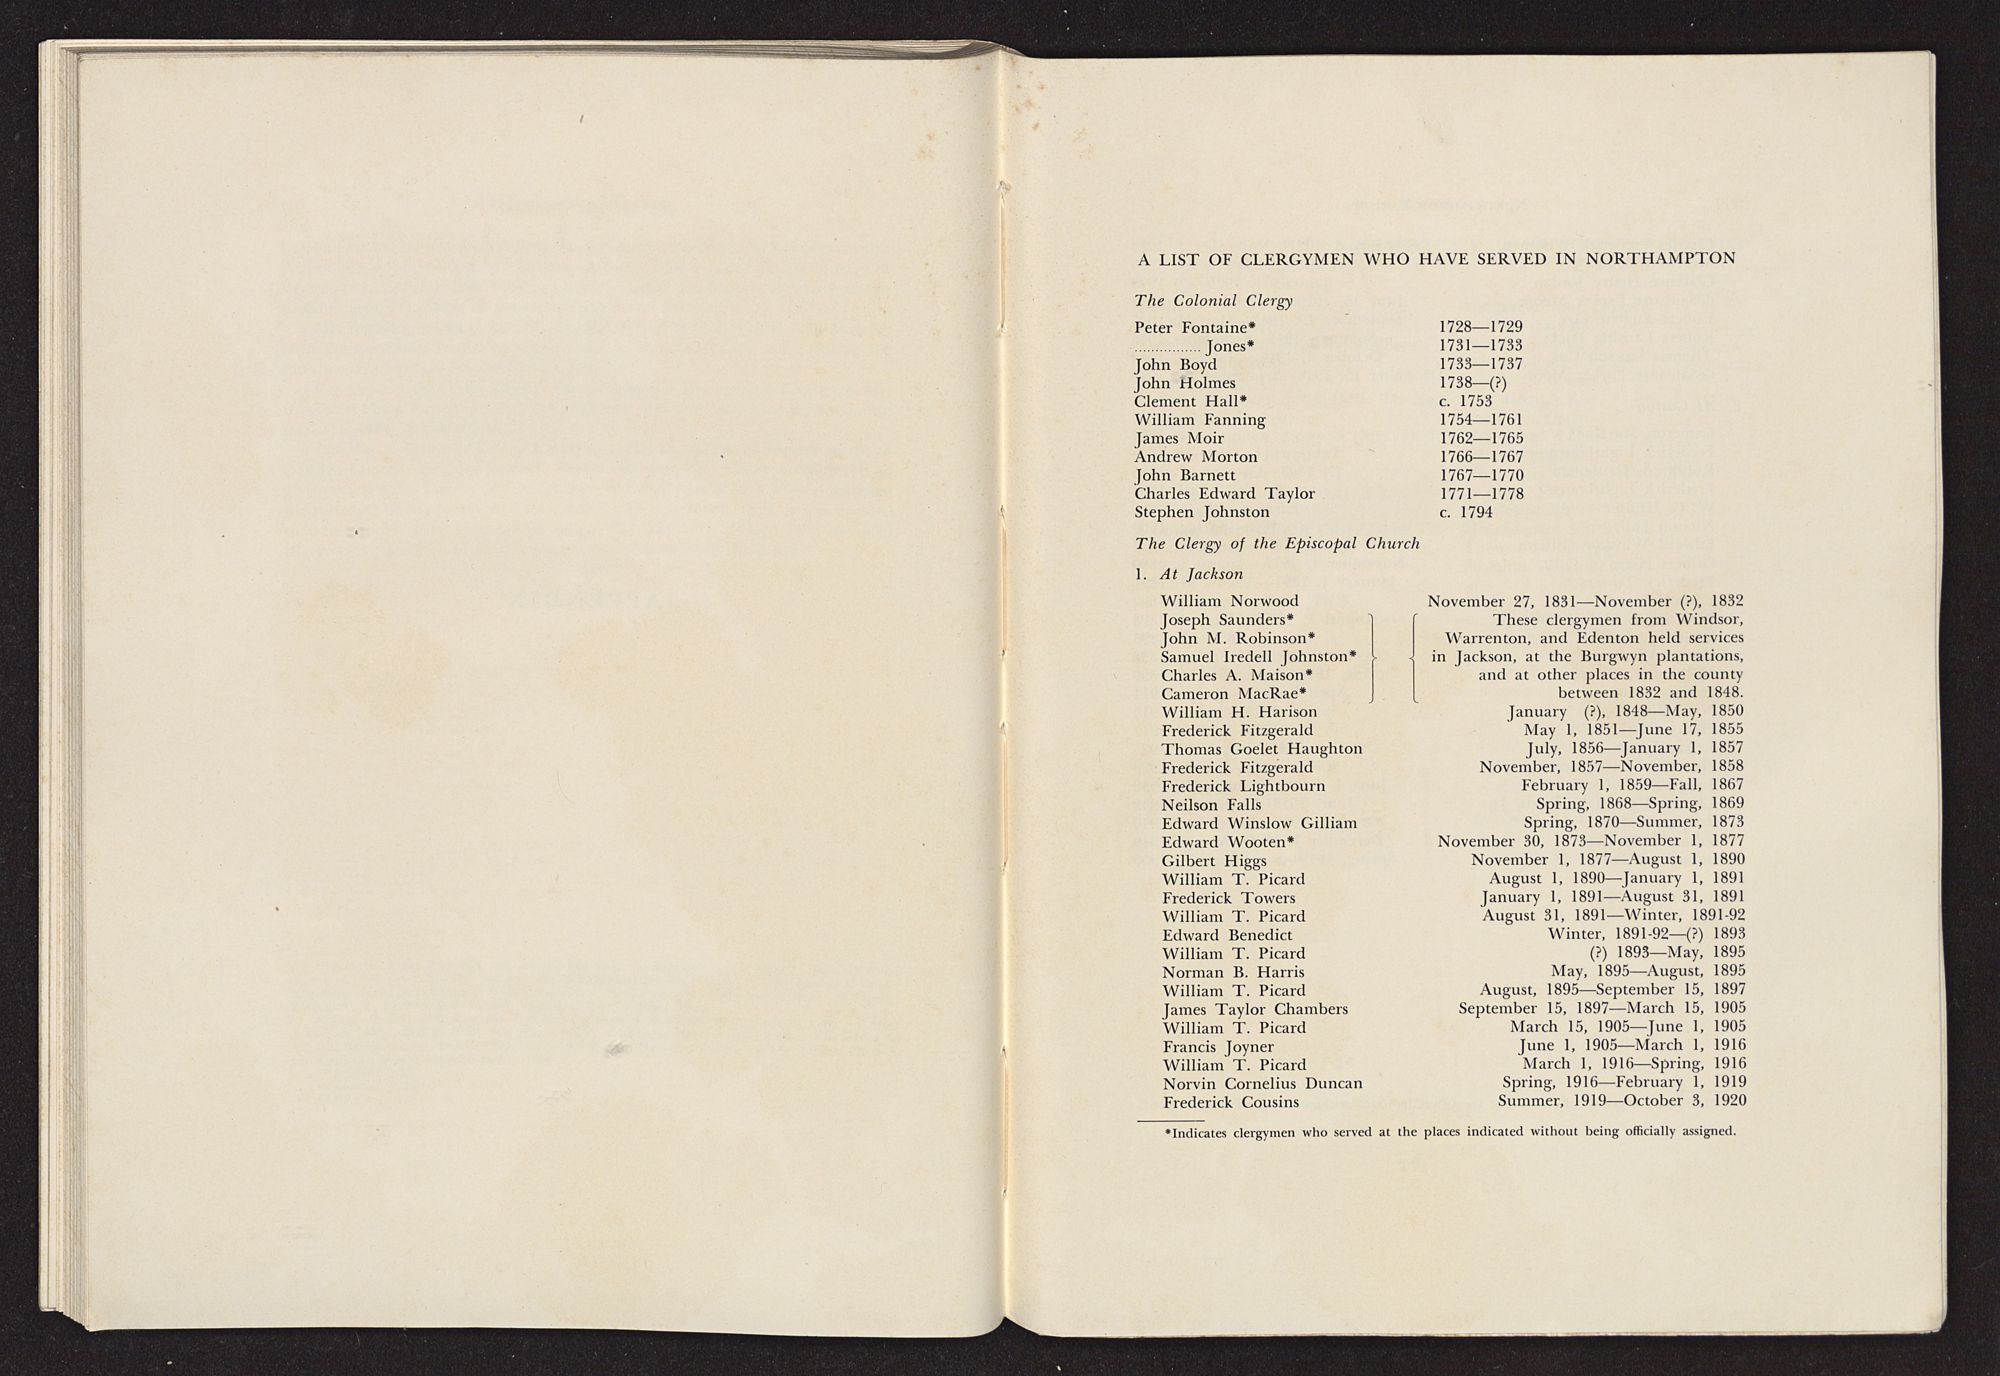 A LIST OF CLERGYMEN WHO HAVE SERVED IN NORTHAMPTON
The Colonial Clergy
Peter Fontaine* 1728—1729
................ Jones* 1731—1733
John Boyd 1733—1737
John Holmes 1738—(?)
Clement Hall* c. 1753
William Fanning 1754—1761
James Moir 1762—1765
Andrew Morton 1766—1767
John Barnett 1767—1770
Charles Edward Taylor 1771—1778
Stephen Johnston c. 1794
The Clergy of the Episcopal Church
1. At Jackson
William Norwood November 27, 1831—November (?), 1832
Joseph Saunders* These clergymen from Windsor,
John M. Robinson* Warrenton, and Edenton held services
Samuel Iredell Johnston* in Jackson, at the Burgwyn plantations,
Charles A. Maison* and at other places in the county
Cameron MacRae* between 1832 and 1848.
William H. Harison January (?), 1848—May, 1850
Frederick Fitzgerald May 1, 1851—June 17, 1855
Thomas Goelet Haughton July, 1856—January 1, 1857
Frederick Fitzgerald November, 1857—November, 1858
Frederick Lightbourn February 1, 1859—Fall, 1867
Neilson Falls Spring, 1868—Spring, 1869
Edward Winslow Gilliam Spring, 1870—Summer, 1873
Edward Wooten* November 30, 1873—November 1, 1877
Gilbert Higgs November 1, 1877—August 1, 1890
William T. Picard August 1, 1890—January 1, 1891
Frederick Towers January 1, 1891—August 31, 1891
William T. Picard August 31, 1891—Winter, 1891-92
Edward Benedict Winter, 1891-92—(?) 1893
William T. Picard (?) 1893—May, 1895
Norman B. Harris May, 1895—August, 1895
William T. Picard August, 1895—September 15, 1897
James Taylor Chambers September 15, 1897—March 15, 1905
William T. Picard March 15, 1905—June 1, 1905
Francis Joyner June 1, 1905—March 1, 1916
William T. Picard March 1, 1916—Spring, 1916
Norvin Cornelius Duncan Spring, 1916—February 1, 1919
Frederick Cousins Summer, 1919—October 3, 1920
*Indicates clergymen who served at the places indicated without being officially assigned.